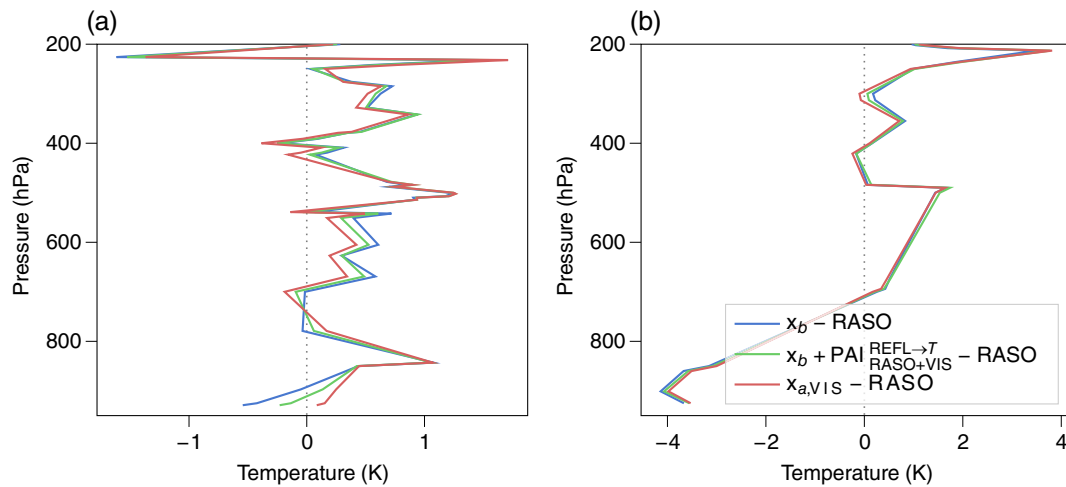 (a)
200
400
600
800
Pressure (hPa)
−1
0
1
Temperature (K)
(b)
200
400
600
800
Pressure (hPa)
x_b − RASO
x_b + PAI^{REFL→T}_{RASO+VIS} − RASO
x_{a,VIS} − RASO
−4
−2
0
2
4
Temperature (K)